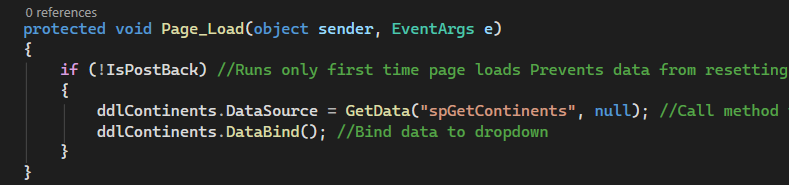 0 references
protected void Page_Load(object sender, EventArgs e)
{
if (!IsPostBack) //Runs only first time page loads Prevents data from resetting
{
ddlContinents.DataSource = GetData("spGetContinents", null); //Call method
ddlContinents.DataBind(); //Bind data to dropdown
}
}